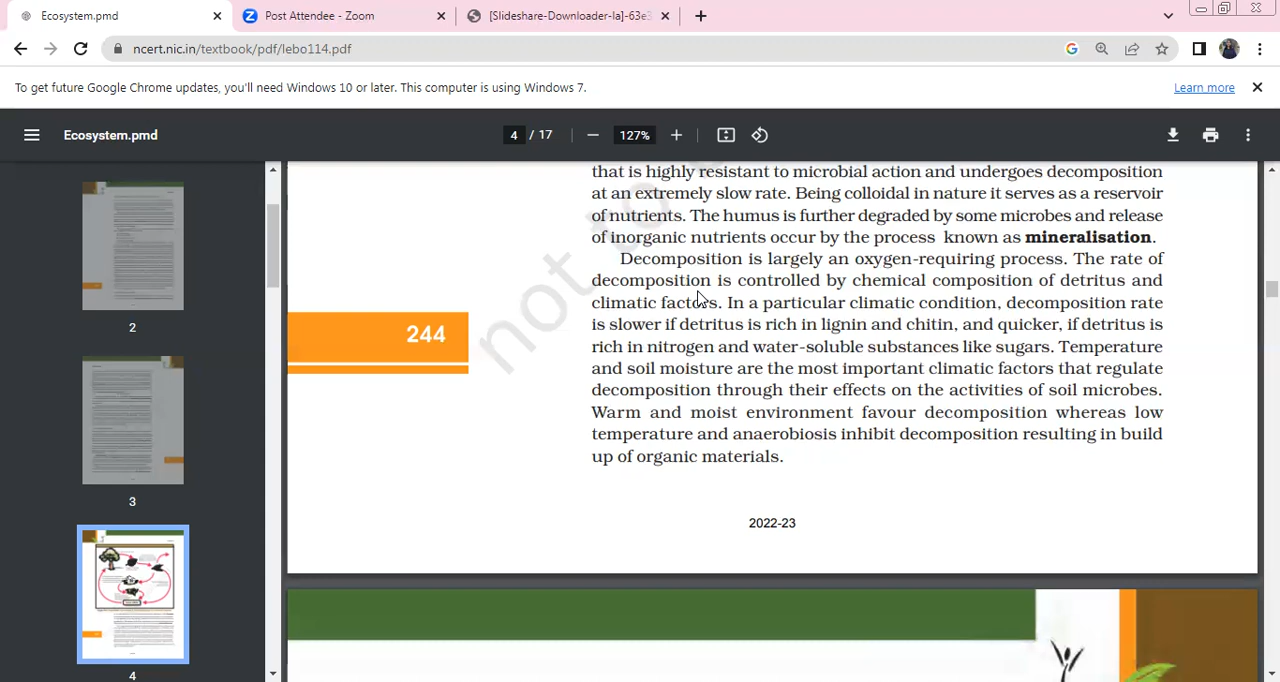 Ecosystem.pmd
Post Attendee - Zoom
[Slideshare-Downloader-la]-63e3
ncert.nic.in/textbook/pdf/lebo114.pdf
To get future Google Chrome updates, you'll need Windows 10 or later. This computer is using Windows 7.
Learn more
Ecosystem.pmd
4 / 17
127%
2
3
4
that is highly resistant to microbial action and undergoes decomposition
at an extremely slow rate. Being colloidal in nature it serves as a reservoir
of nutrients. The humus is further degraded by some microbes and release
of inorganic nutrients occur by the process known as mineralisation.
Decomposition is largely an oxygen-requiring process. The rate of
decomposition is controlled by chemical composition of detritus and
climatic factors. In a particular climatic condition, decomposition rate
is slower if detritus is rich in lignin and chitin, and quicker, if detritus is
rich in nitrogen and water-soluble substances like sugars. Temperature
and soil moisture are the most important climatic factors that regulate
decomposition through their effects on the activities of soil microbes.
Warm and moist environment favour decomposition whereas low
temperature and anaerobiosis inhibit decomposition resulting in build
up of organic materials.
244
not to
2022-23